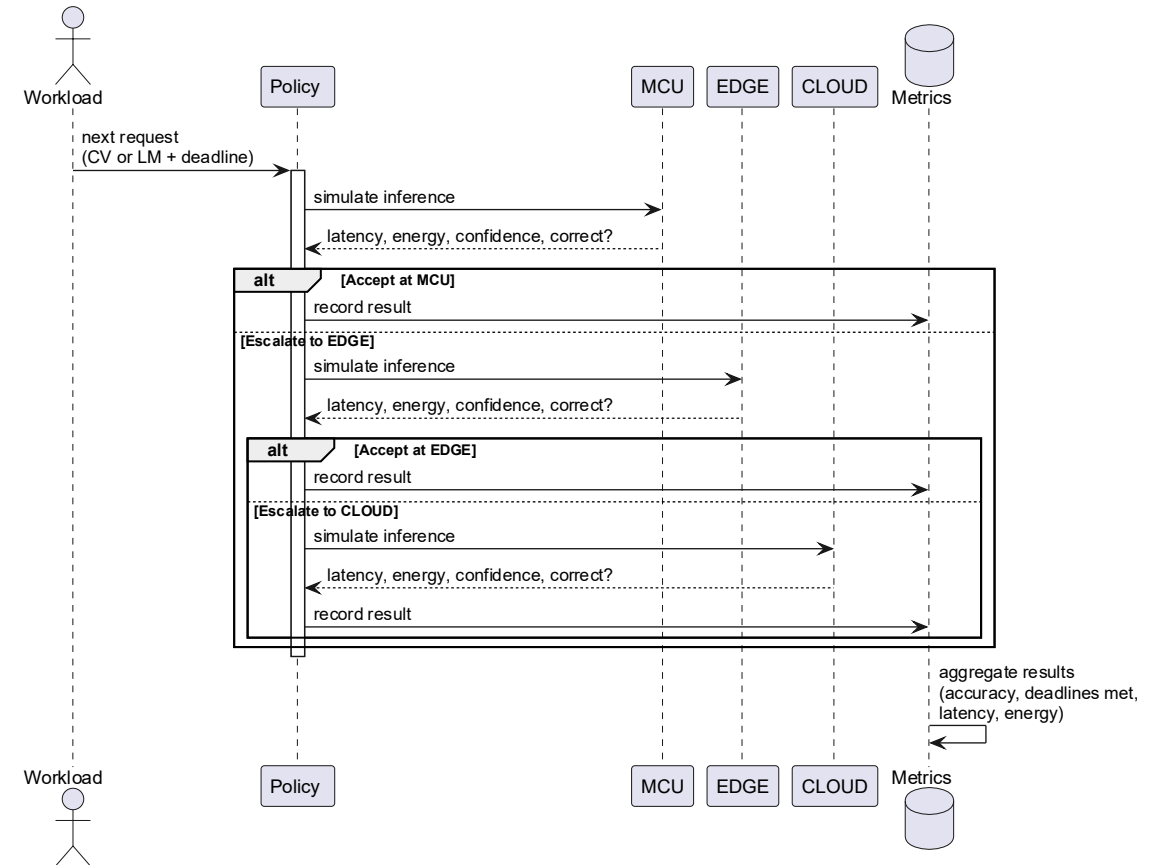 Workload
Policy
MCU
EDGE
CLOUD
Metrics
next request
(CV or LM + deadline)
simulate inference
latency, energy, confidence, correct?
alt
[Accept at MCU]
record result
[Escalate to EDGE]
simulate inference
latency, energy, confidence, correct?
alt
[Accept at EDGE]
record result
[Escalate to CLOUD]
simulate inference
latency, energy, confidence, correct?
record result
aggregate results
(accuracy, deadlines met,
latency, energy)
Workload
Policy
MCU
EDGE
CLOUD
Metrics